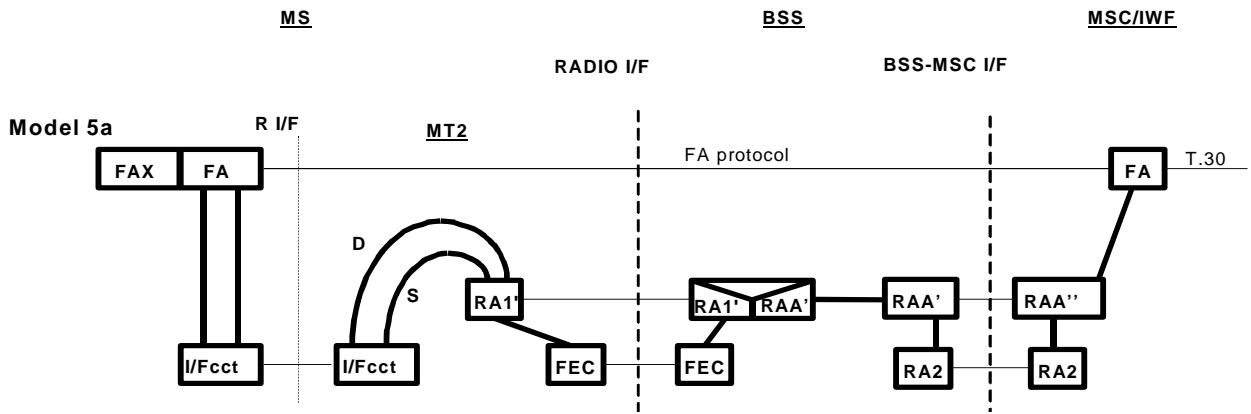 MS BSS MSC/IWF
RADIO I/F BSS-MSC I/F
Model 5a R I/F MT2
FAX FA FA protocol FA T.30
D
S
RA1' RA1' RAA' RAA' RAA''
I/Fcct I/Fcct FEC FEC RA2 RA2